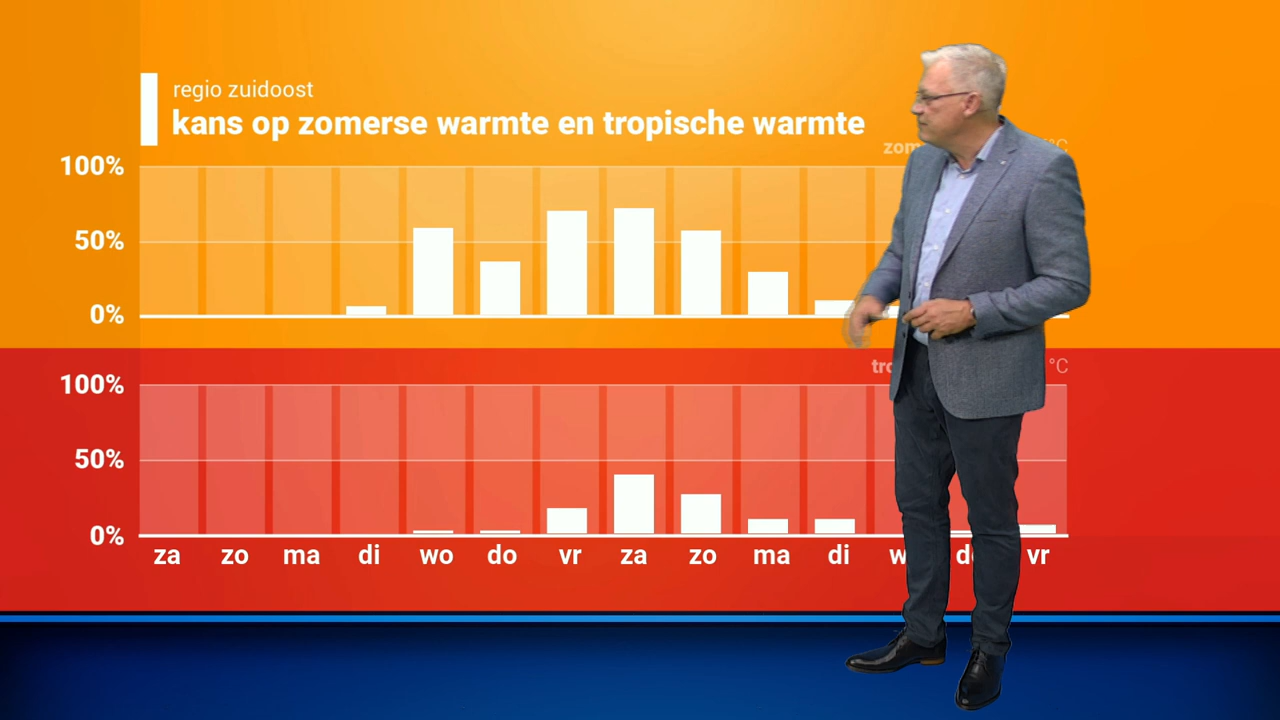 regio zuidoost
kans op zomerse warmte en tropische warmte
°C
100%
50%
0%
°C
100%
50%
0%
za zo ma di wo do vr za zo ma di vr